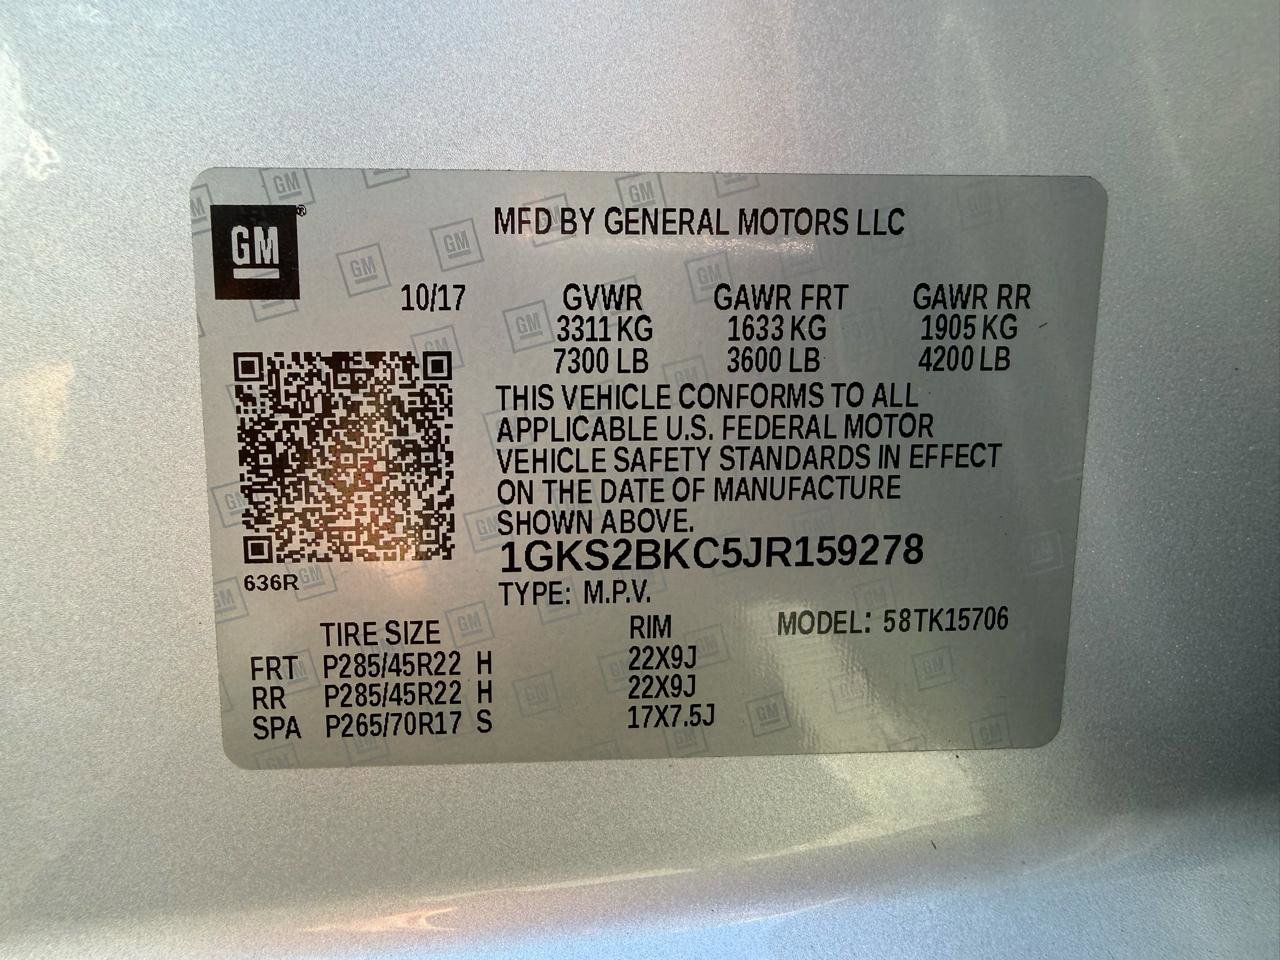 GM®
MFD BY GENERAL MOTORS LLC
10/17 GVWR GAWR FRT GAWR RR
3311 KG 1633 KG 1905 KG
7300 LB 3600 LB 4200 LB
THIS VEHICLE CONFORMS TO ALL
APPLICABLE U.S. FEDERAL MOTOR
VEHICLE SAFETY STANDARDS IN EFFECT
ON THE DATE OF MANUFACTURE
SHOWN ABOVE.
1GKS2BKC5JR159278
636R
TYPE: M.P.V.
MODEL: 58TK15706
TIRE SIZE RIM
FRT P285/45R22 H 22X9J
RR P285/45R22 H 22X9J
SPA P265/70R17 S 17X7.5J